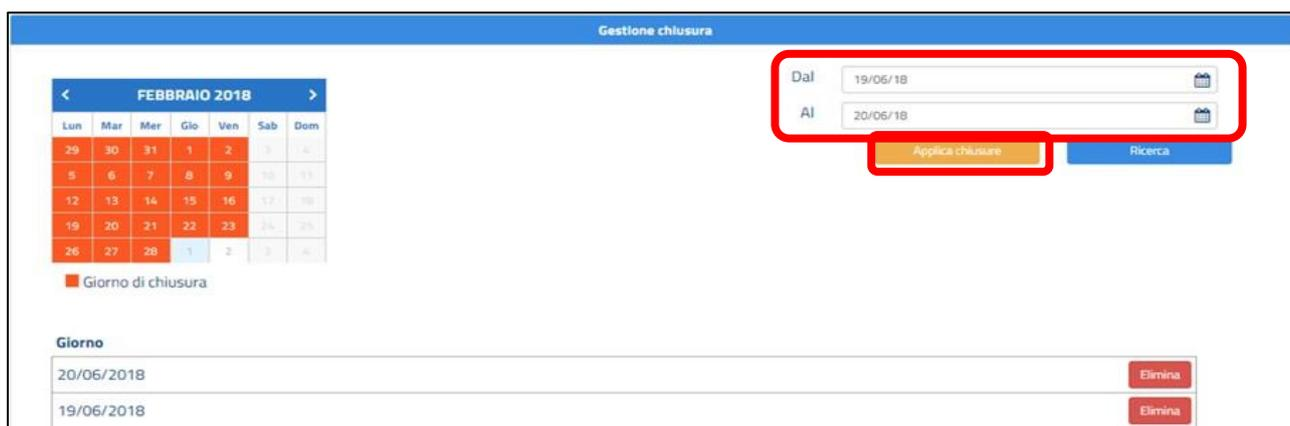 Gestione chiusura
Dal 19/06/18
Al 20/06/18
Applica chiusure Ricerca
< FEBBRAIO 2018 >
Lun Mar Mer Gio Ven Sab Dom
29 30 31 1 2 3 4
5 6 7 8 9 10 11
12 13 14 15 16 17 18
19 20 21 22 23 24 25
26 27 28 1 2 3 4
Giorno di chiusura
Giorno
20/06/2018 Elimina
19/06/2018 Elimina